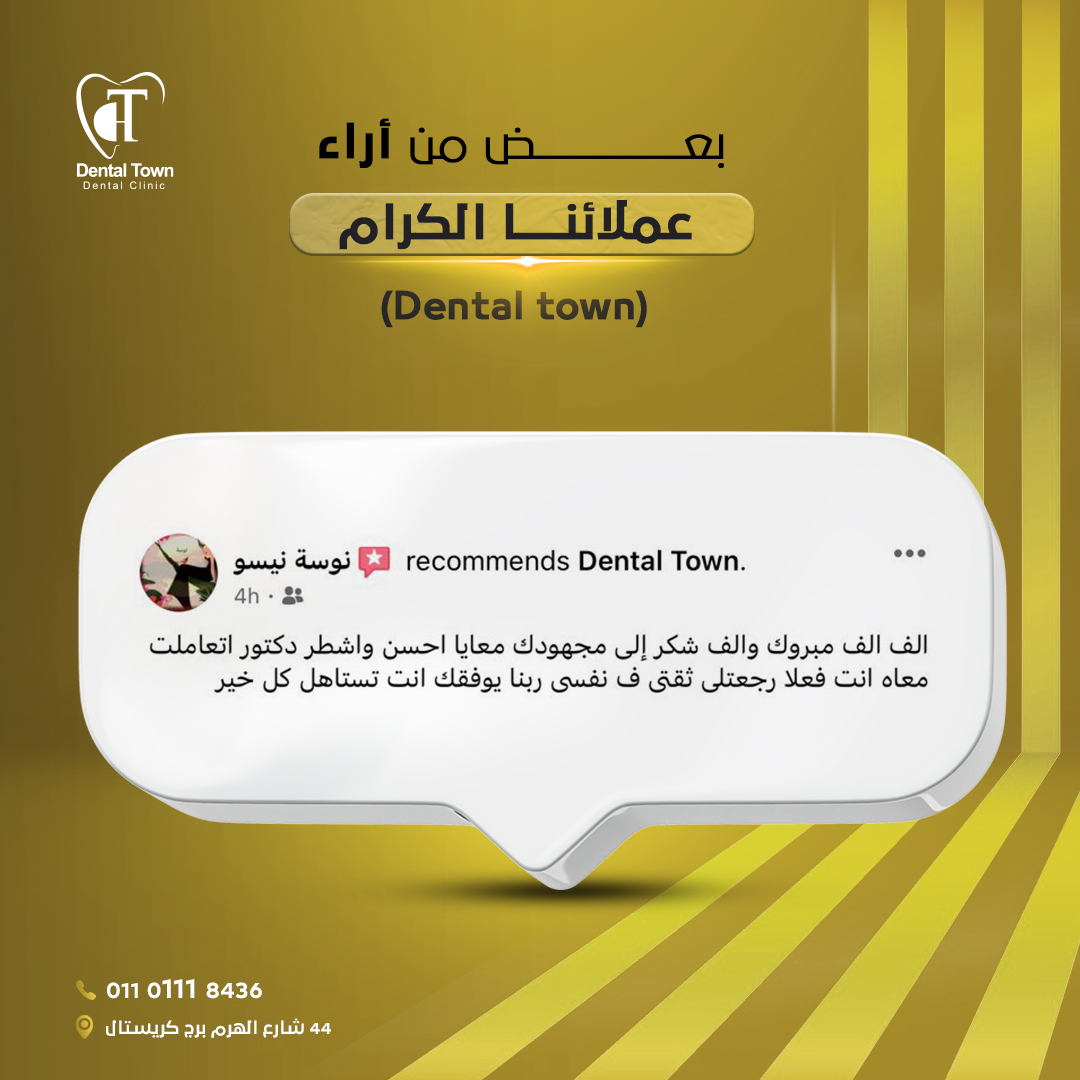 Dental Town
Dental Clinic
بعـــــــض من أراء
عملائنـــا الكرام
(Dental town)
نوسة نيسو recommends Dental Town.
4h ·
الف الف مبروك والف شكر إلى مجهودك معايا احسن واشطر دكتور اتعاملت
معاه انت فعلا رجعتلى ثقتى ف نفسى ربنا يوفقك انت تستاهل كل خير
011 0111 8436
44 شارع الهرم برج كريستال